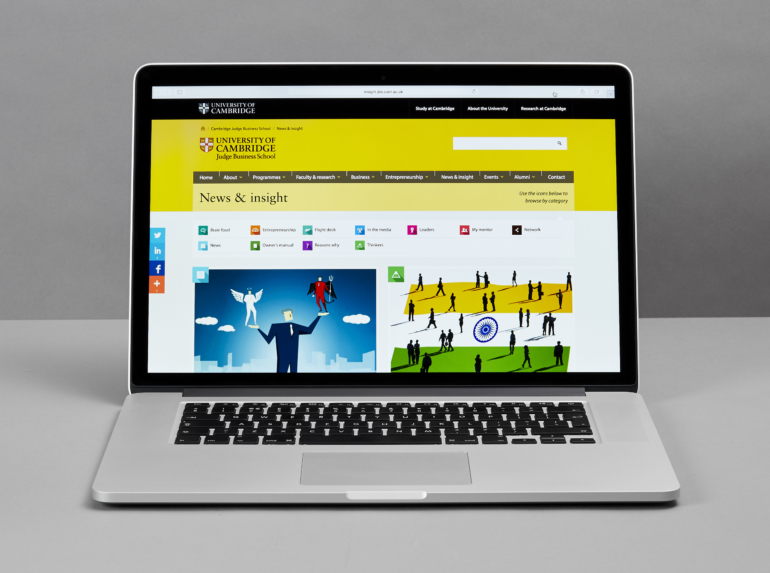 insight.jbs.cam.ac.uk
UNIVERSITY OF
CAMBRIDGE
Study at Cambridge About the University Research at Cambridge
Cambridge Judge Business School News & insight
UNIVERSITY OF
CAMBRIDGE
Judge Business School
Home About Programmes Faculty & research Business Entrepreneurship News & insight Events Alumni Contact
News & insight
Use the icons below to
browse by category
Brain food Entrepreneurship Flight deck In the media Leaders My mentor Network
News Owner's manual Reasons why Thinkers
in
f
+